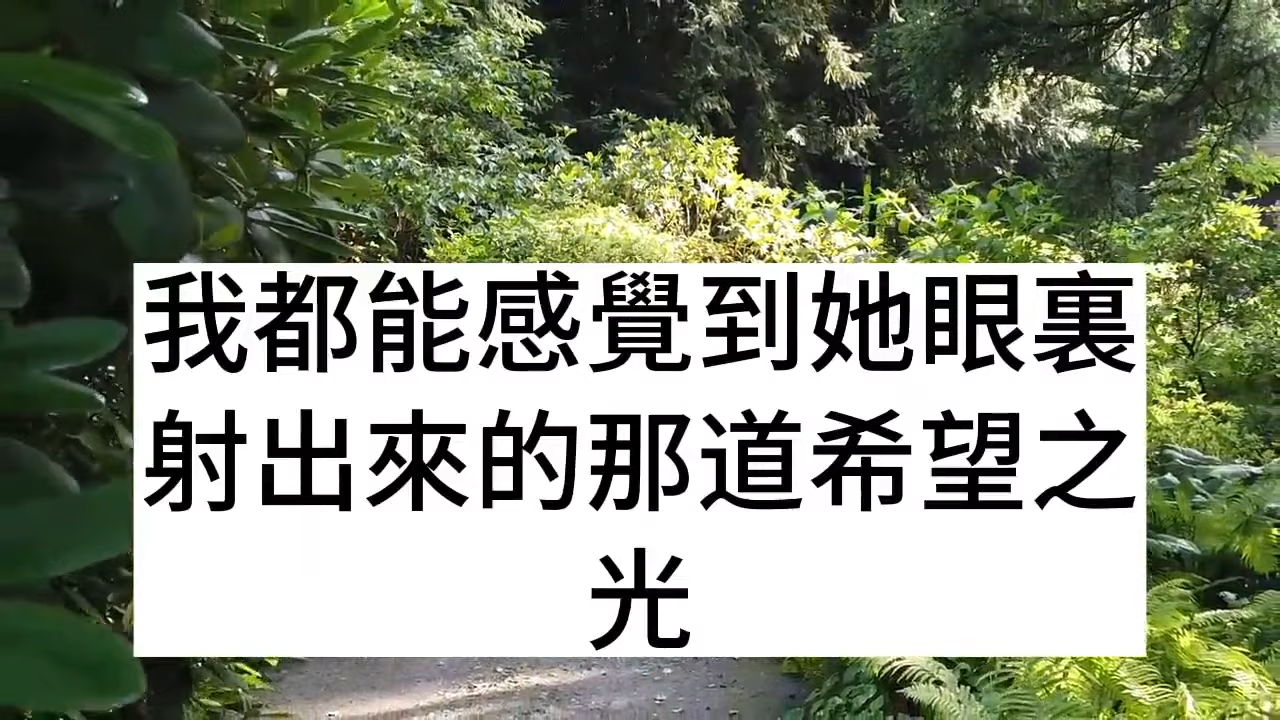 我都能感覺到她眼裏
射出來的那道希望之
光